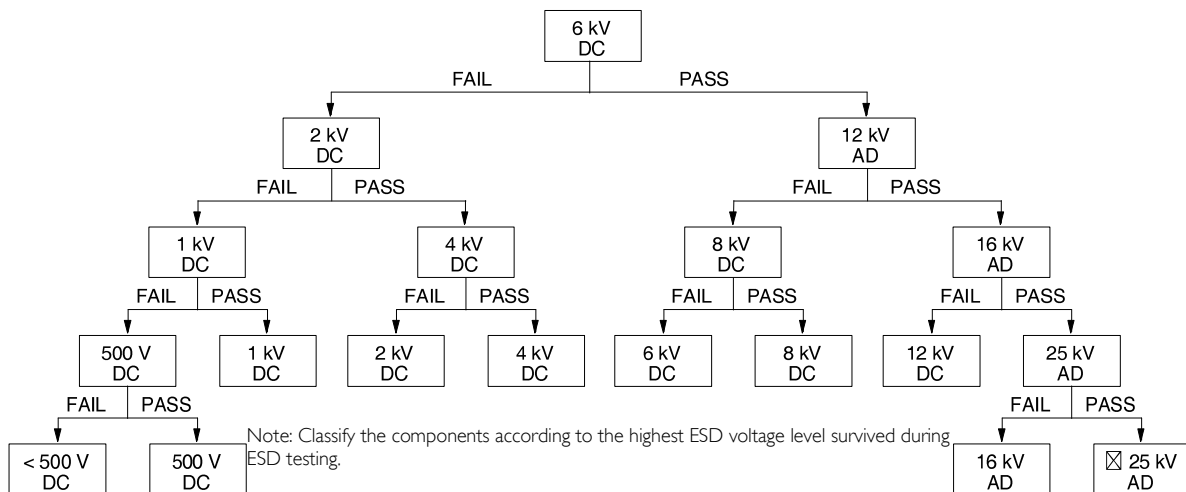 6 kV
DC
FAIL PASS
2 kV
DC
12 kV
AD
FAIL PASS
FAIL PASS
1 kV
DC
4 kV
DC
8 kV
DC
16 kV
AD
FAIL PASS
FAIL PASS
FAIL PASS
FAIL PASS
500 V
DC
1 kV
DC
2 kV
DC
4 kV
DC
6 kV
DC
8 kV
DC
12 kV
DC
25 kV
AD
FAIL PASS
FAIL PASS
Note: Classify the components according to the highest ESD voltage level survived during
ESD testing.
< 500 V
DC
500 V
DC
16 kV
AD
☒ 25 kV
AD